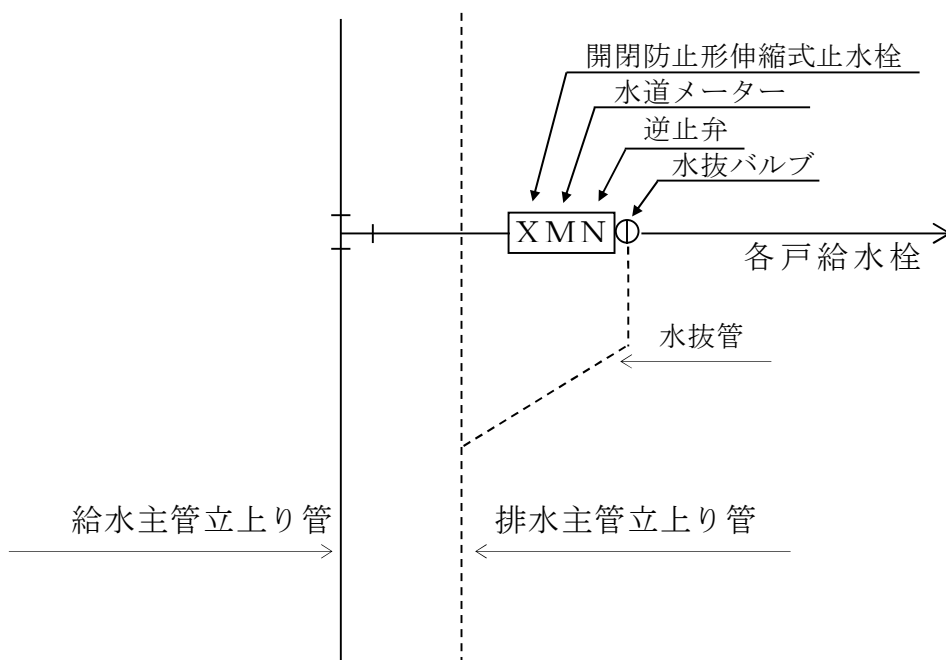 開閉防止形伸縮式止水栓
水道メーター
逆止弁
水抜バルブ
XMN
各戸給水栓
水抜管
給水主管立上り管
排水主管立上り管